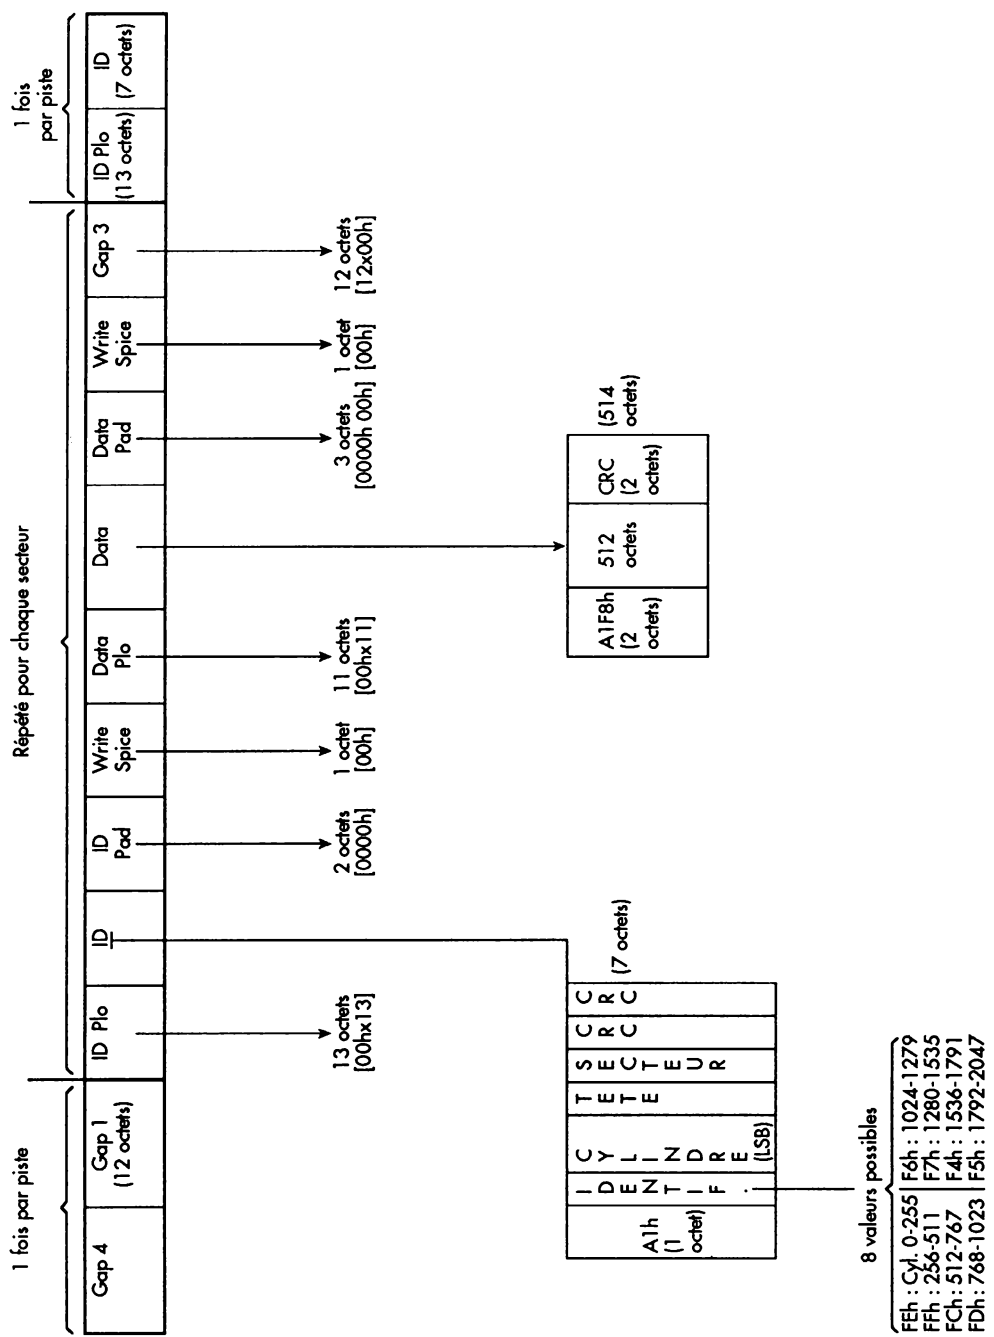 1 fois par piste
Répété pour chaque secteur
1 fois
par piste
Gap 4
Gap 1
(12 octets)
ID Plo
ID
ID
Pad
Write
Spice
Data
Plo
Data
Data
Pad
Write
Spice
Gap 3
ID Plo
(13 octets)
ID
(7 octets)
13 octets
[00hx13]
2 octets
[0000h]
1 octet
[00h]
11 octets
[00hx11]
3 octets
[0000h 00h]
1 octet
[00h]
12 octets
[12x00h]
A1h
(1
octet)
IDENTIF.
CYLINDRE
(LSB)
TETE
SECTEUR
CRC
CRC
(7 octets)
A1F8h
(2
octets)
512
octets
CRC
(2
octets)
(514
octets)
8 valeurs possibles
FEh : Cyl. 0-255 F6h : 1024-1279
FFh : 256-511 F7h : 1280-1535
FCh : 512-767 F4h : 1536-1791
FDh : 768-1023 F5h : 1792-2047